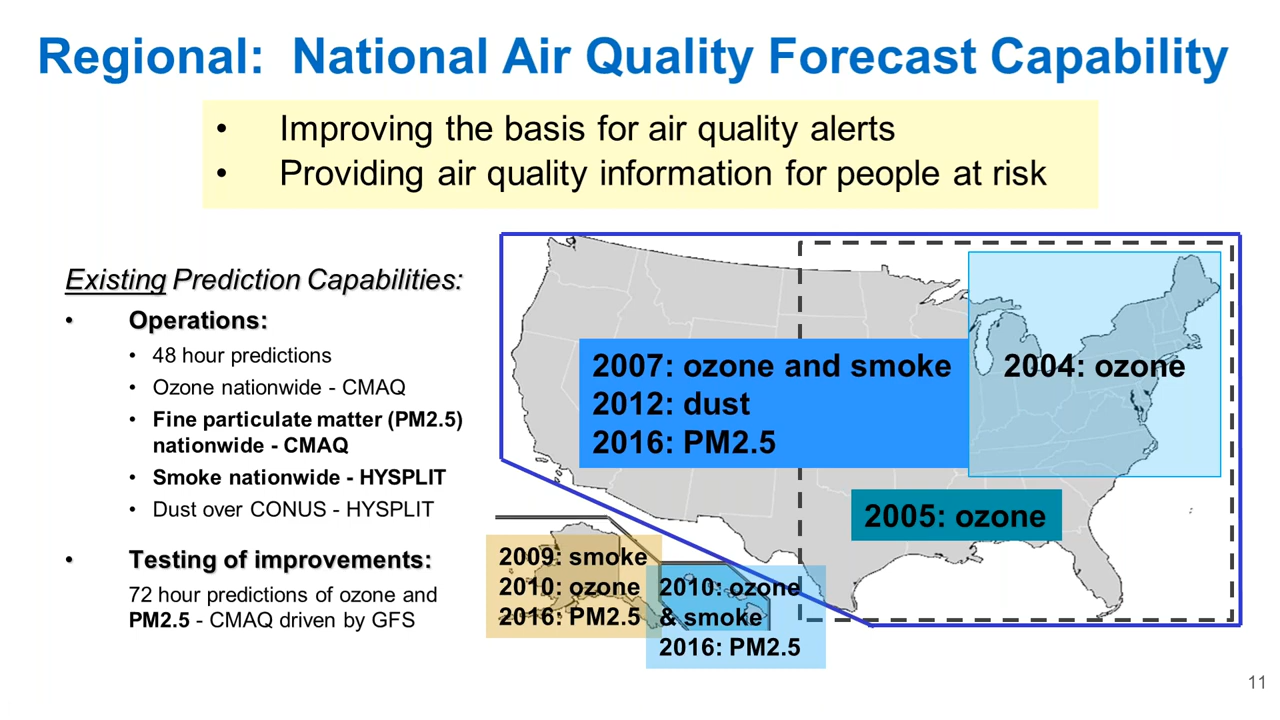 Regional: National Air Quality Forecast Capability
• Improving the basis for air quality alerts
• Providing air quality information for people at risk
Existing Prediction Capabilities:
• Operations:
• 48 hour predictions
• Ozone nationwide - CMAQ
• Fine particulate matter (PM2.5)
nationwide - CMAQ
• Smoke nationwide - HYSPLIT
• Dust over CONUS - HYSPLIT
• Testing of improvements:
72 hour predictions of ozone and
PM2.5 - CMAQ driven by GFS
2007: ozone and smoke
2012: dust
2016: PM2.5
2004: ozone
2005: ozone
2009: smoke
2010: ozone
2016: PM2.5
2010: ozone
& smoke
2016: PM2.5
11